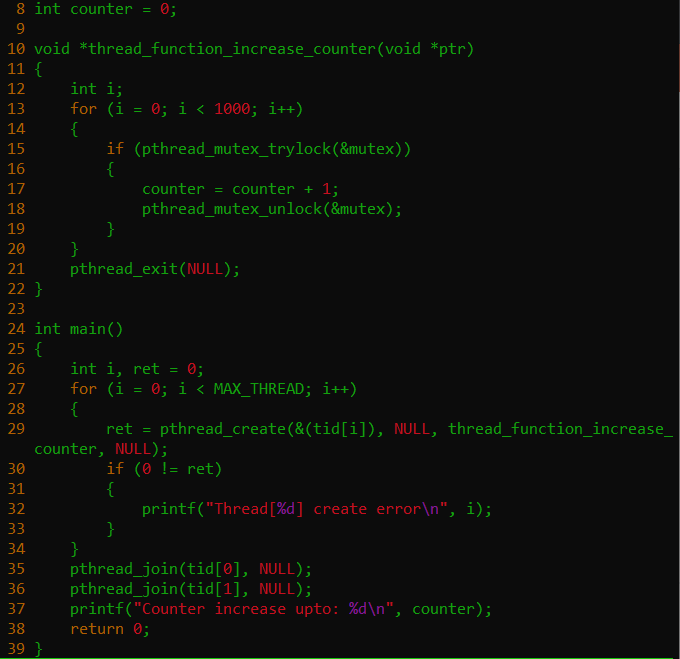 8 int counter = 0;
9
10 void *thread_function_increase_counter(void *ptr)
11 {
12     int i;
13     for (i = 0; i < 1000; i++)
14     {
15         if (pthread_mutex_trylock(&mutex))
16         {
17             counter = counter + 1;
18             pthread_mutex_unlock(&mutex);
19         }
20     }
21     pthread_exit(NULL);
22 }
23
24 int main()
25 {
26     int i, ret = 0;
27     for (i = 0; i < MAX_THREAD; i++)
28     {
29         ret = pthread_create(&(tid[i]), NULL, thread_function_increase_
counter, NULL);
30         if (0 != ret)
31         {
32             printf("Thread[%d] create error\n", i);
33         }
34     }
35     pthread_join(tid[0], NULL);
36     pthread_join(tid[1], NULL);
37     printf("Counter increase upto: %d\n", counter);
38     return 0;
39 }